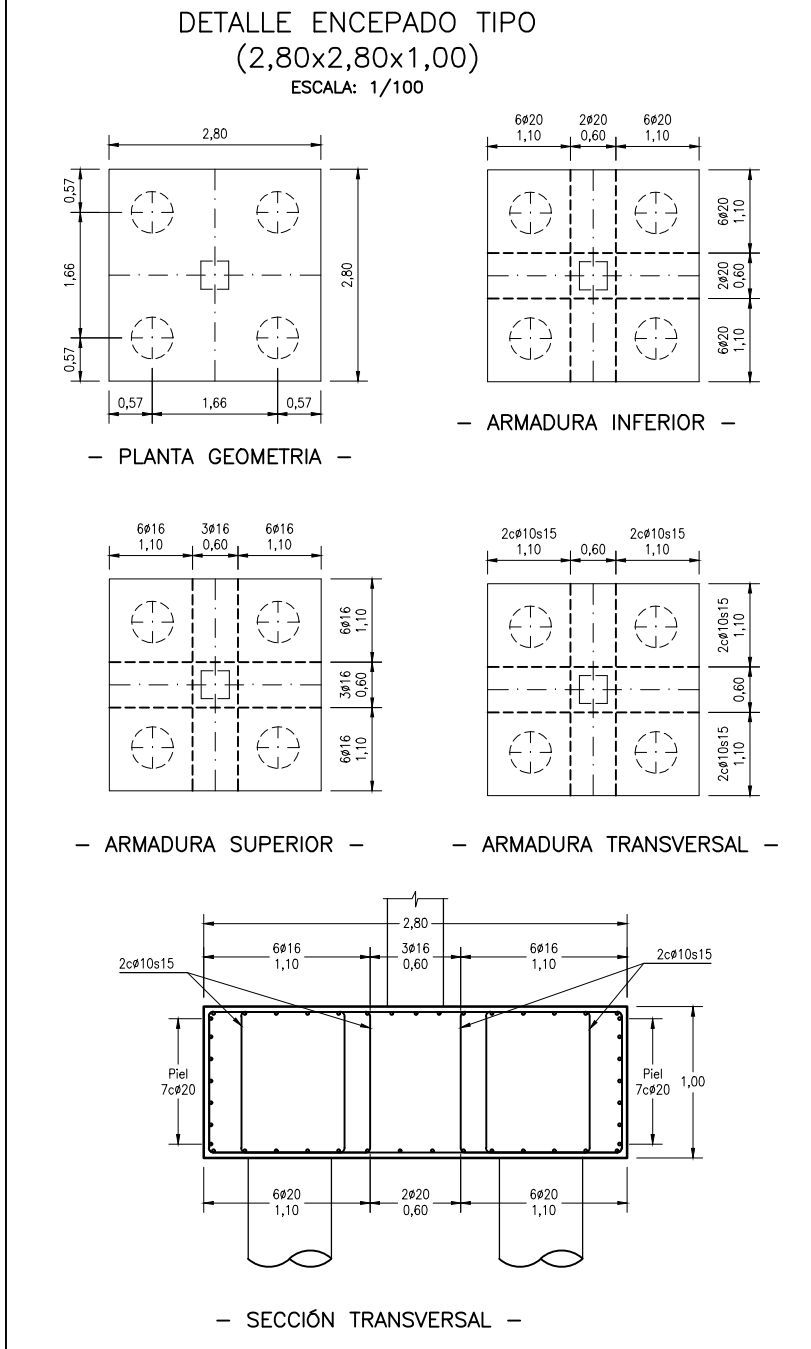 DETALLE ENCEPADO TIPO
(2,80x2,80x1,00)
ESCALA: 1/100
2,80
0,57
1,66
0,57
2,80
0,57 1,66 0,57
- PLANTA GEOMETRIA -
6ø20 2ø20 6ø20
1,10 0,60 1,10
6ø20
1,10
2ø20
0,60
6ø20
1,10
- ARMADURA INFERIOR -
6ø16 3ø16 6ø16
1,10 0,60 1,10
6ø16
1,10
3ø16
0,60
6ø16
1,10
- ARMADURA SUPERIOR -
2cø10s15 2cø10s15
1,10 0,60 1,10
2cø10s15
1,10
0,60
2cø10s15
1,10
- ARMADURA TRANSVERSAL -
2,80
6ø16 3ø16 6ø16
1,10 0,60 1,10
2cø10s15 2cø10s15
Piel
7cø20
Piel
7cø20
1,00
6ø20 2ø20 6ø20
1,10 0,60 1,10
- SECCIÓN TRANSVERSAL -